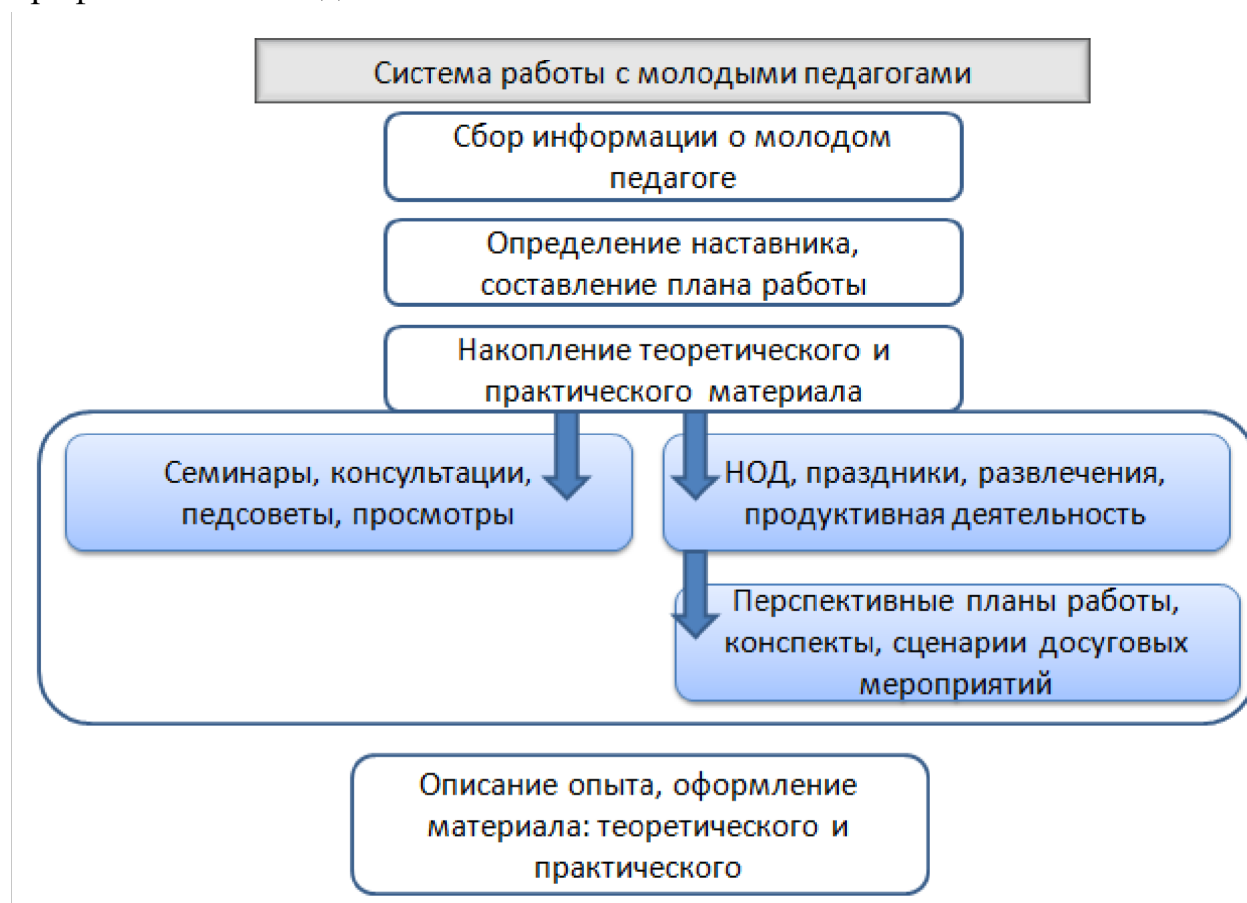 Система работы с молодыми педагогами
Сбор информации о молодом
педагоге
Определение наставника,
составление плана работы
Накопление теоретического и
практического материала
Семинары, консультации,
педсоветы, просмотры
НОД, праздники, развлечения,
продуктивная деятельность
Перспективные планы работы,
конспекты, сценарии досуговых
мероприятий
Описание опыта, оформление
материала: теоретического и
практического